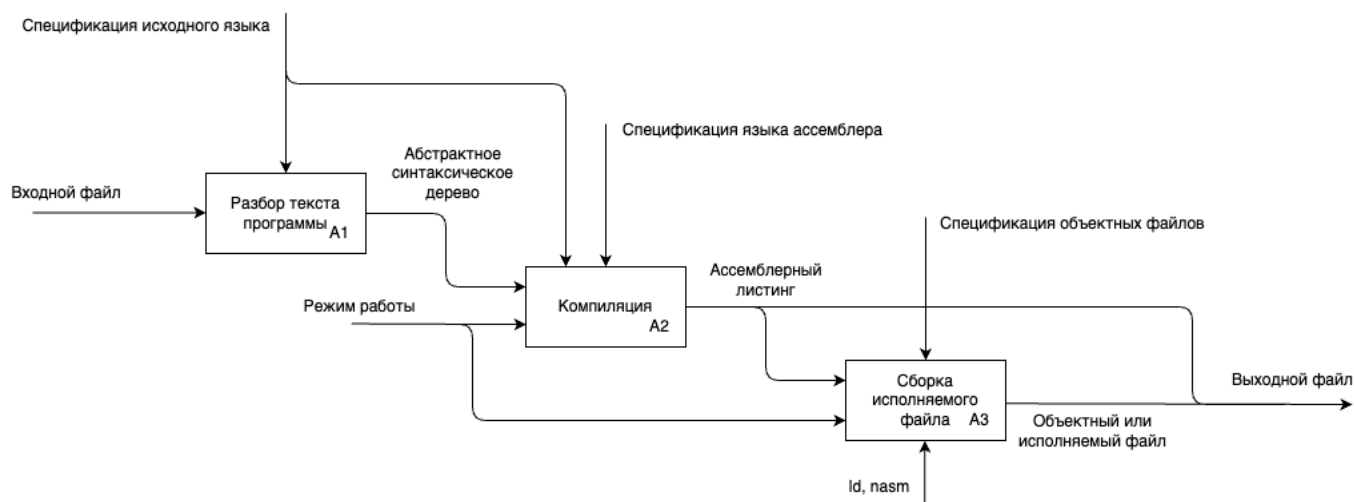 Спецификация исходного языка
Спецификация языка ассемблера
Абстрактное
синтаксическое
дерево
Входной файл
Разбор текста
программы
A1
Спецификация объектных файлов
Ассемблерный
листинг
Режим работы
Компиляция
A2
Сборка
исполняемого
файла
A3
Выходной файл
Объектный или
исполняемый файл
ld, nasm